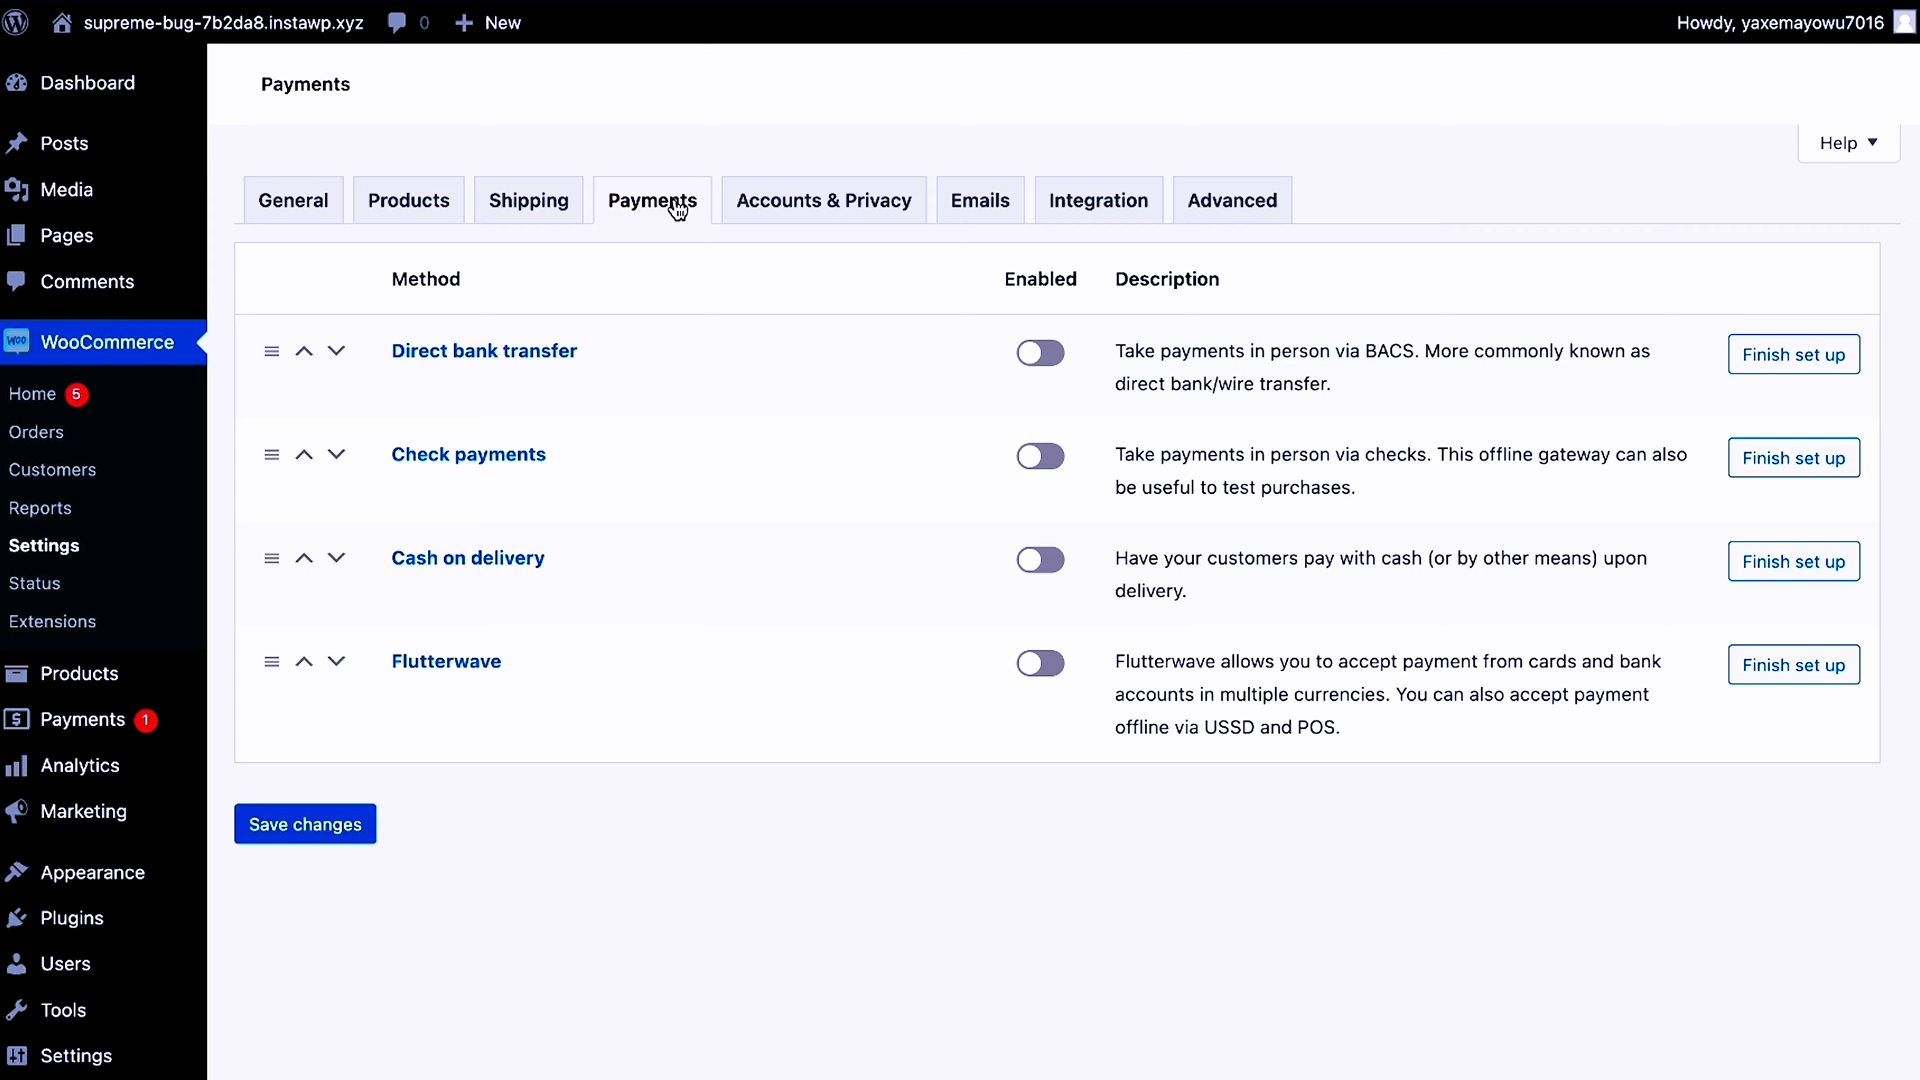 supreme-bug-7b2da8.instawp.xyz 0 New Howdy, yaxemayowu7016
Dashboard
Posts
Media
Pages
Comments
WOO WooCommerce
Home 5
Orders
Customers
Reports
Settings
Status
Extensions
Products
Payments 1
Analytics
Marketing
Appearance
Plugins
Users
Tools
Settings
Payments
Help
General Products Shipping Payments Accounts & Privacy Emails Integration Advanced
Method Enabled Description
Direct bank transfer
Take payments in person via BACS. More commonly known as
direct bank/wire transfer.
Finish set up
Check payments
Take payments in person via checks. This offline gateway can also
be useful to test purchases.
Finish set up
Cash on delivery
Have your customers pay with cash (or by other means) upon
delivery.
Finish set up
Flutterwave
Flutterwave allows you to accept payment from cards and bank
accounts in multiple currencies. You can also accept payment
offline via USSD and POS.
Finish set up
Save changes